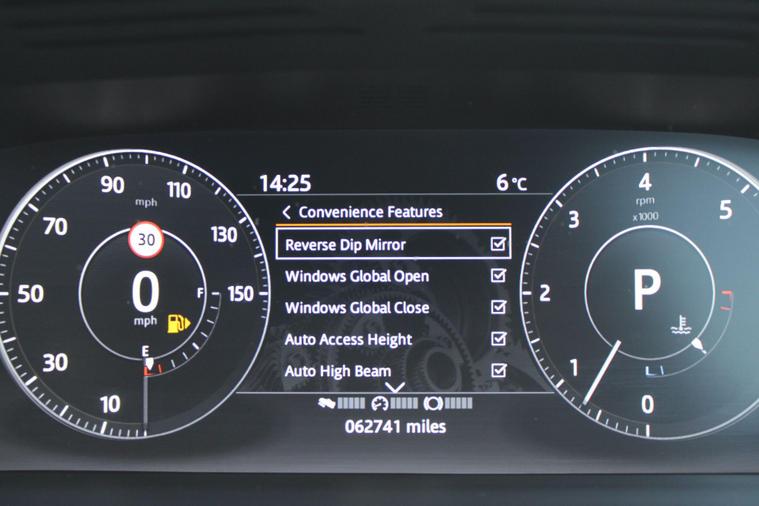 14:25 6°C
Convenience Features
Reverse Dip Mirror
Windows Global Open
Windows Global Close
Auto Access Height
Auto High Beam
062741 miles
10
30
50
70
90
110
130
150
mph
30
0
mph
F
E
0
1
2
3
4
5
rpm
x1000
P